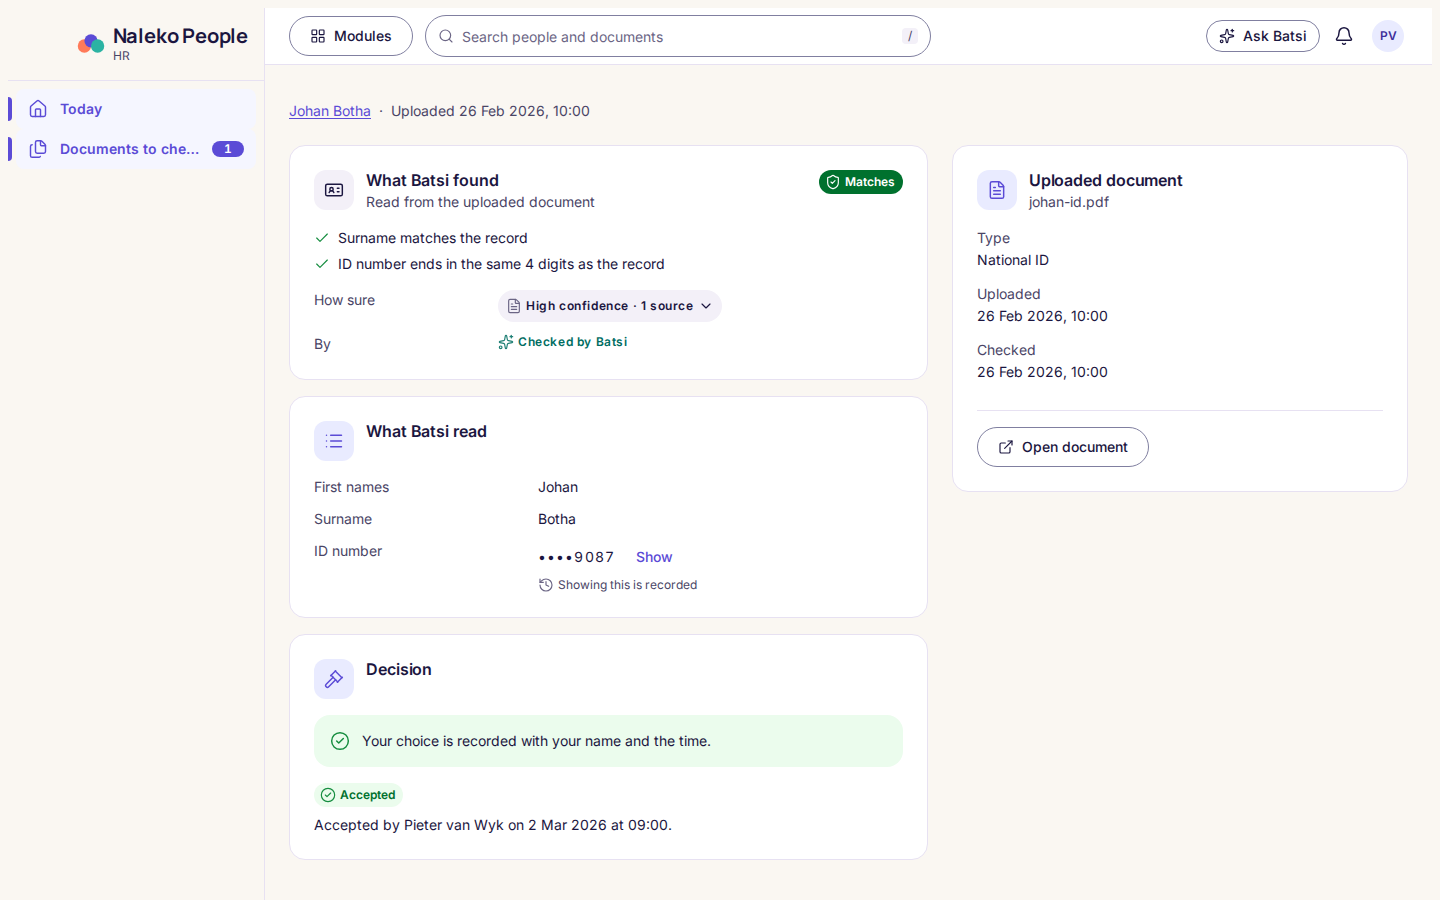 Naleko People
HR
Modules
Search people and documents
/
Ask Batsi
PV
Today
Documents to che...
1
Johan Botha · Uploaded 26 Feb 2026, 10:00
What Batsi found
Read from the uploaded document
Matches
Surname matches the record
ID number ends in the same 4 digits as the record
How sure
High confidence · 1 source
By
Checked by Batsi
What Batsi read
First names
Johan
Surname
Botha
ID number
••••9087
Show
Showing this is recorded
Decision
Your choice is recorded with your name and the time.
Accepted
Accepted by Pieter van Wyk on 2 Mar 2026 at 09:00.
Uploaded document
johan-id.pdf
Type
National ID
Uploaded
26 Feb 2026, 10:00
Checked
26 Feb 2026, 10:00
Open document